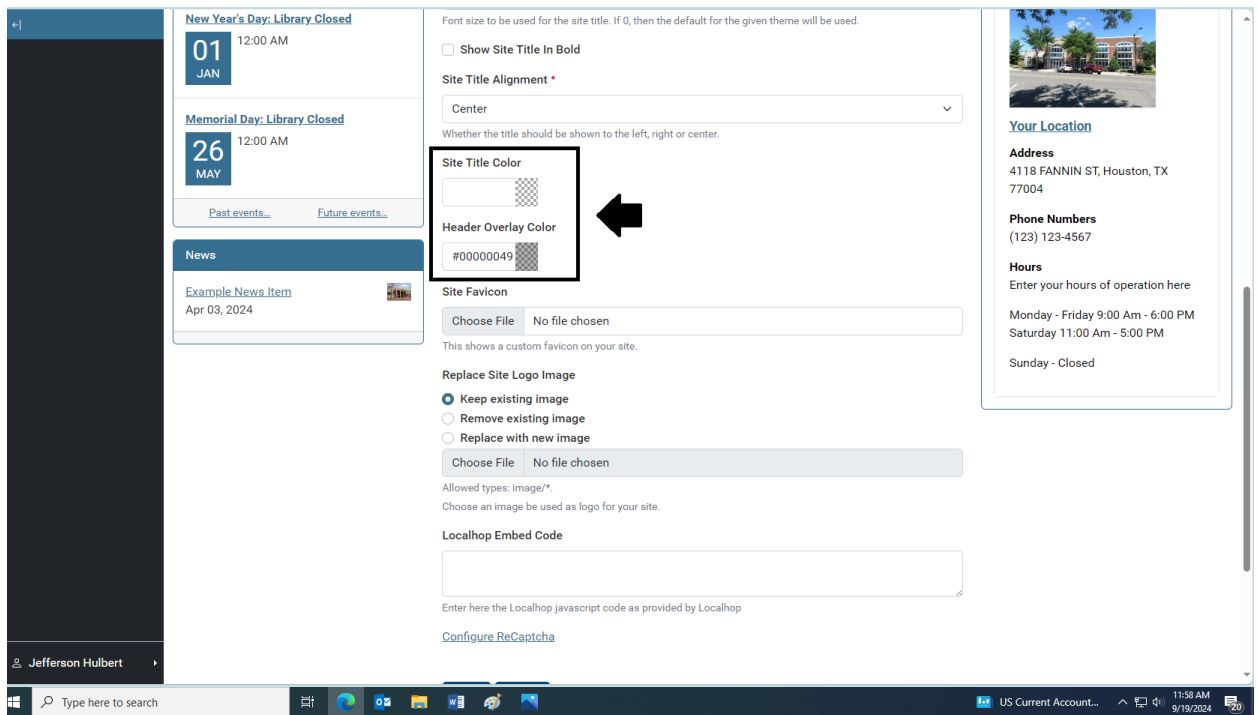 New Year's Day: Library Closed
01
JAN
12:00 AM
Memorial Day: Library Closed
26
MAY
12:00 AM
Past events...
Future events...
News
Example News Item
Apr 03, 2024
Jefferson Hulbert
Font size to be used for the site title. If 0, then the default for the given theme will be used.
Show Site Title In Bold
Site Title Alignment *
Center
Whether the title should be shown to the left, right or center.
Site Title Color
Header Overlay Color
#00000049
Site Favicon
Choose File No file chosen
This shows a custom favicon on your site.
Replace Site Logo Image
Keep existing image
Remove existing image
Replace with new image
Choose File No file chosen
Allowed types: image/*.
Choose an image be used as logo for your site.
Localhop Embed Code
Enter here the Localhop javascript code as provided by Localhop
Configure ReCaptcha
Your Location
Address
4118 FANNIN ST, Houston, TX
77004
Phone Numbers
(123) 123-4567
Hours
Enter your hours of operation here
Monday - Friday 9:00 Am - 6:00 PM
Saturday 11:00 Am - 5:00 PM
Sunday - Closed
Type here to search
US Current Account...
11:58 AM
9/19/2024
20